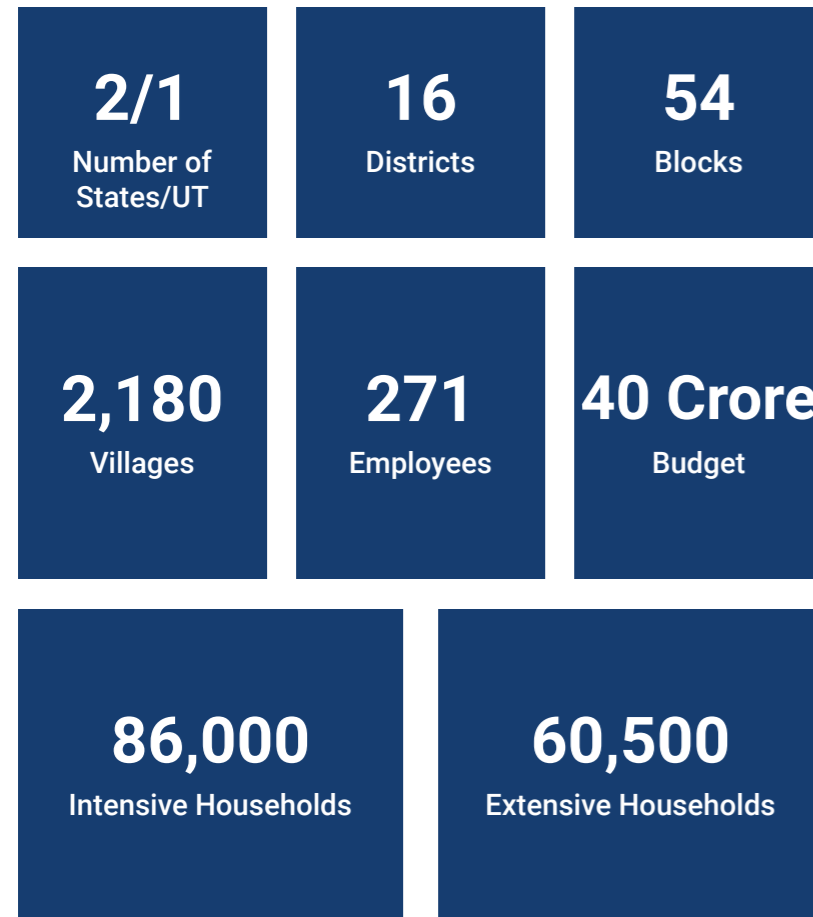 2/1
Number of
States/UT
16
Districts
54
Blocks
2,180
Villages
271
Employees
40 Crore
Budget
86,000
Intensive Households
60,500
Extensive Households